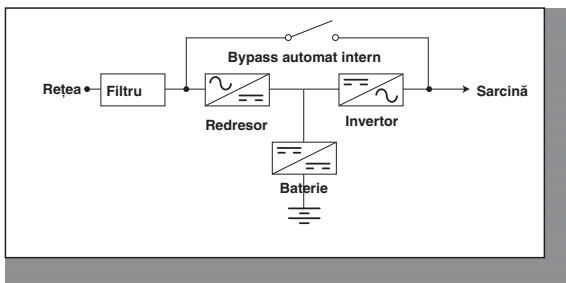 Bypass automat intern
Rețea
Filtru
Sarcină
Redresor
Invertor
Baterie